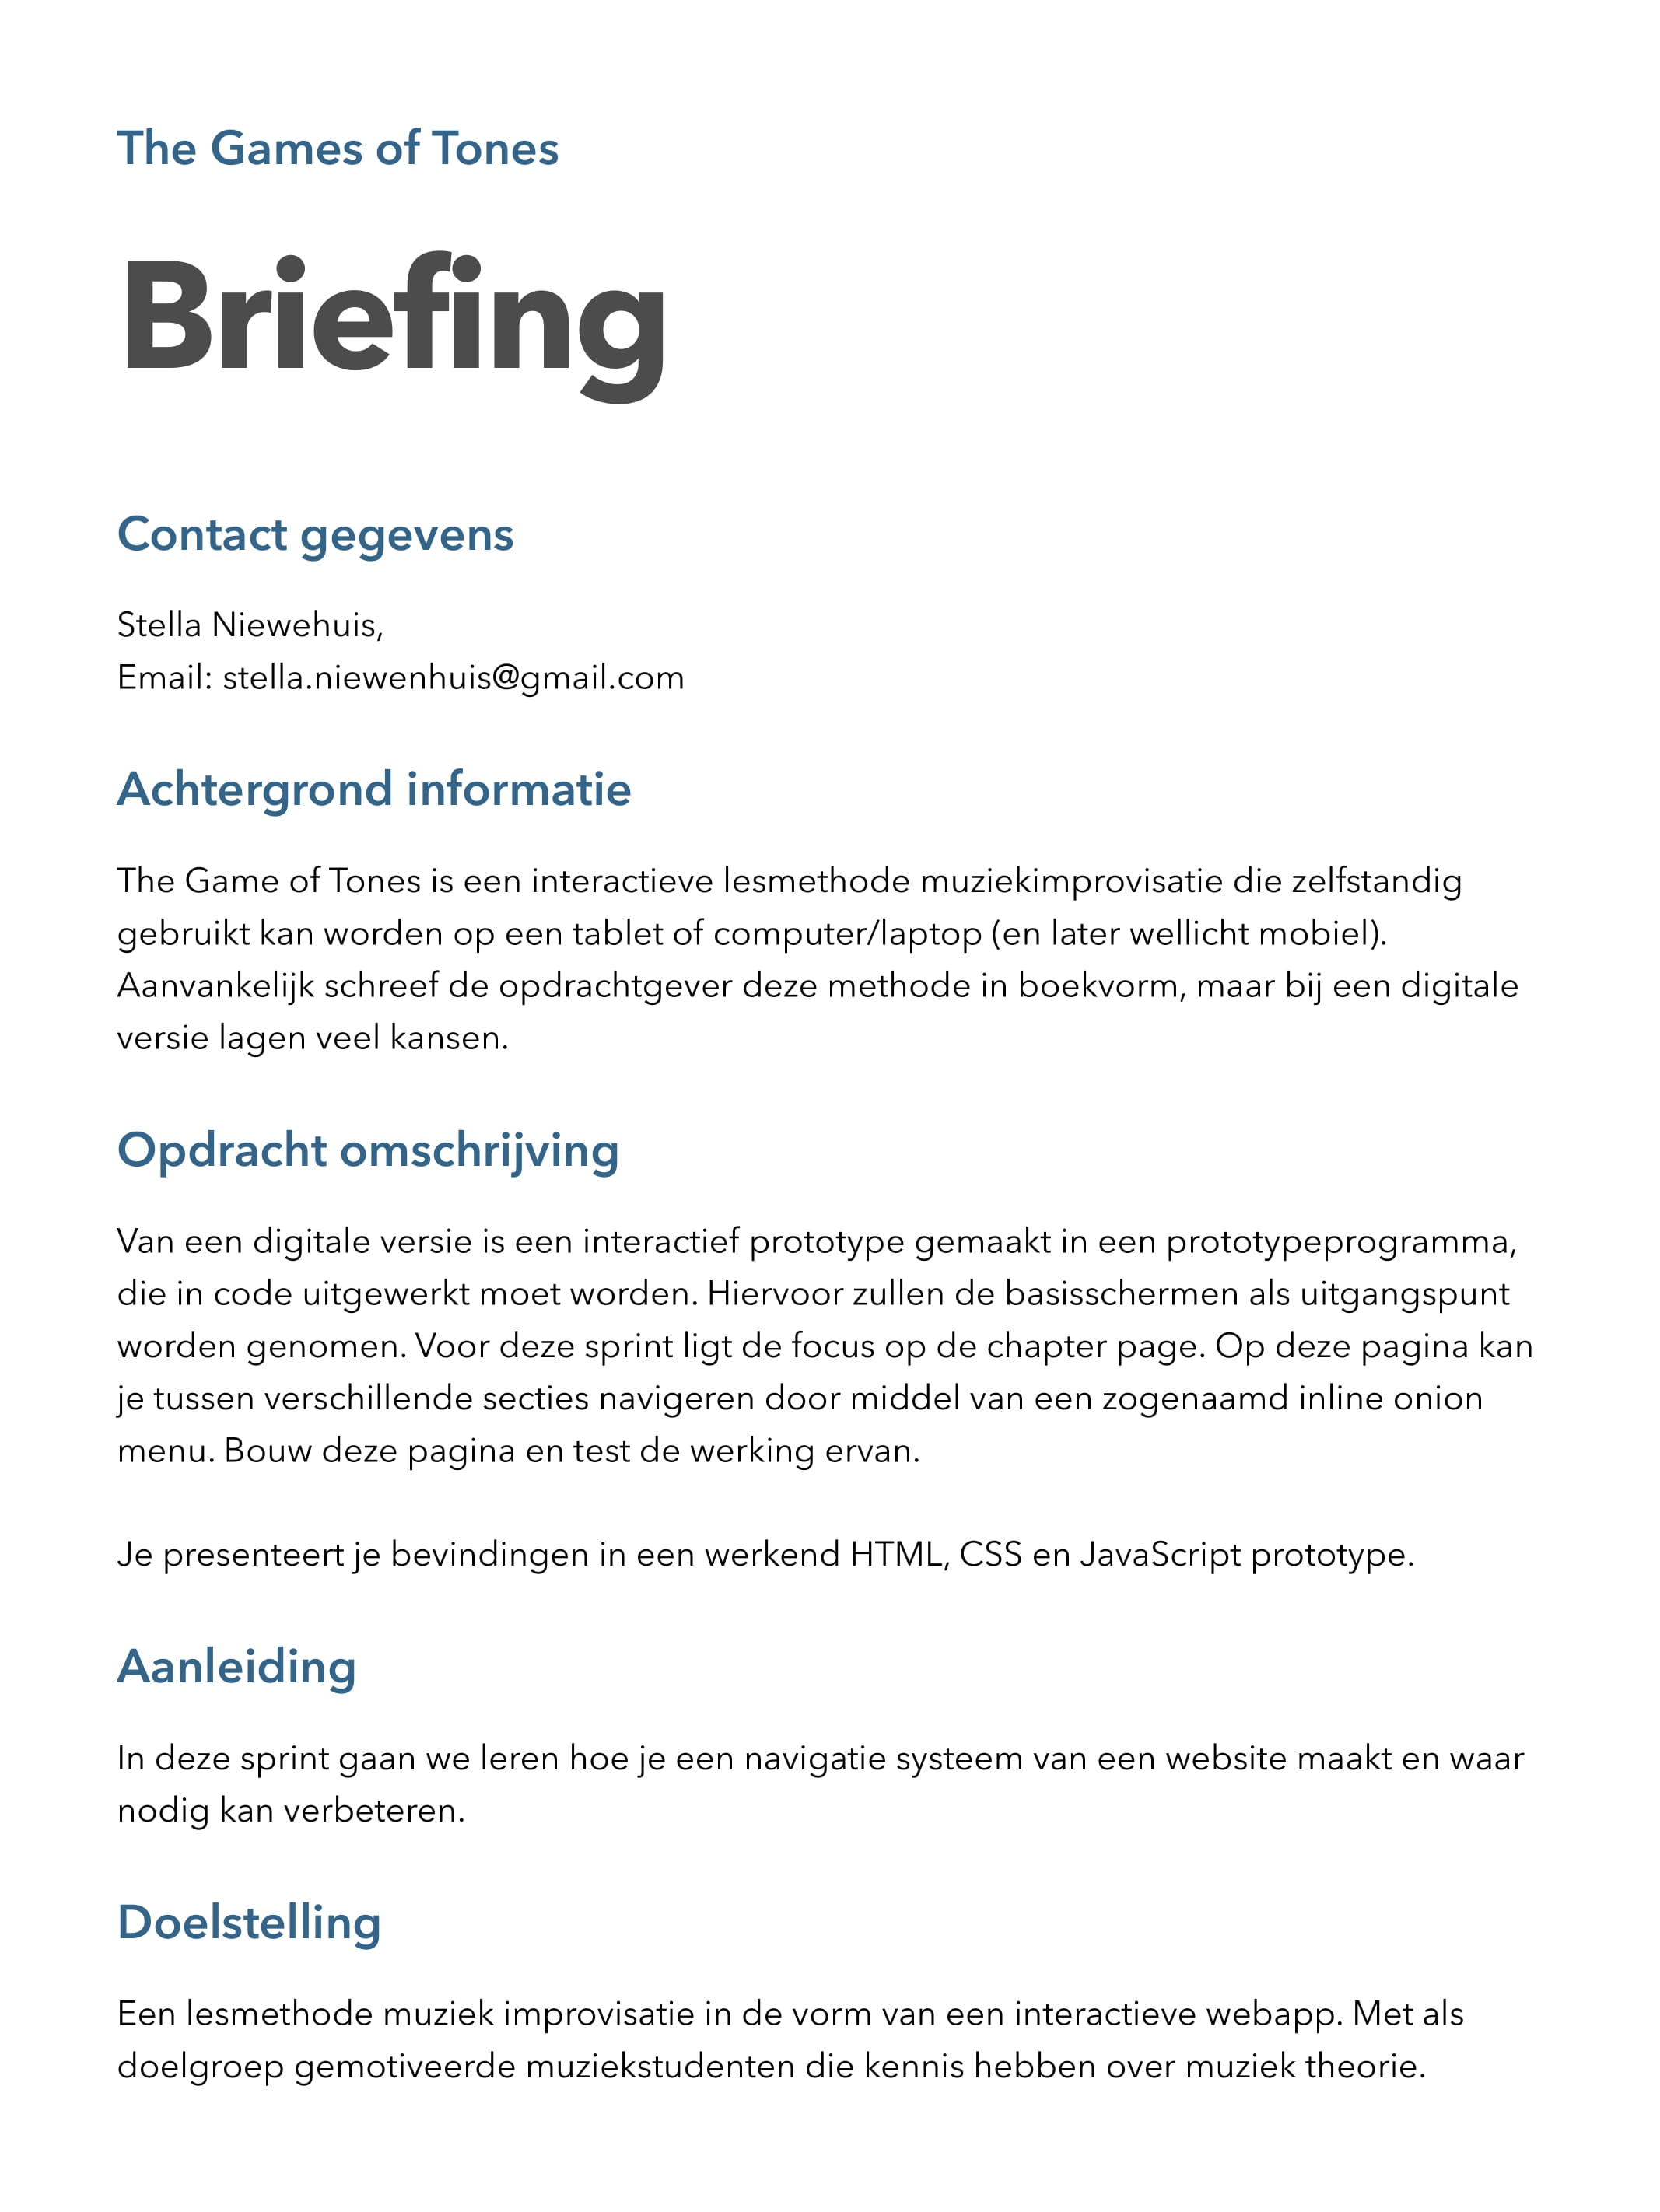 The Games of Tones
Briefing
Contact gegevens
Stella Niewehuis,
Email: stella.niewenhuis@gmail.com
Achtergrond informatie
The Game of Tones is een interactieve lesmethode muziekimprovisatie die zelfstandig
gebruikt kan worden op een tablet of computer/laptop (en later wellicht mobiel).
Aanvankelijk schreef de opdrachtgever deze methode in boekvorm, maar bij een digitale
versie lagen veel kansen.
Opdracht omschrijving
Van een digitale versie is een interactief prototype gemaakt in een prototypeprogramma,
die in code uitgewerkt moet worden. Hiervoor zullen de basisschermen als uitgangspunt
worden genomen. Voor deze sprint ligt de focus op de chapter page. Op deze pagina kan
je tussen verschillende secties navigeren door middel van een zogenaamd inline onion
menu. Bouw deze pagina en test de werking ervan.
Je presenteert je bevindingen in een werkend HTML, CSS en JavaScript prototype.
Aanleiding
In deze sprint gaan we leren hoe je een navigatie systeem van een website maakt en waar
nodig kan verbeteren.
Doelstelling
Een lesmethode muziek improvisatie in de vorm van een interactieve webapp. Met als
doelgroep gemotiveerde muziekstudenten die kennis hebben over muziek theorie.